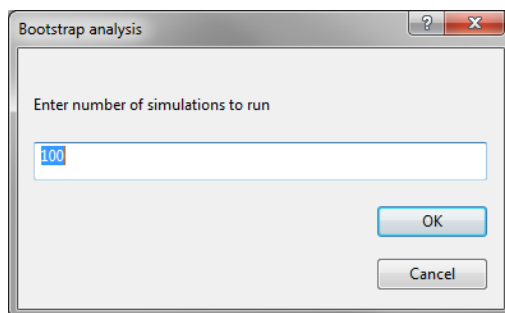 Bootstrap analysis
?
Enter number of simulations to run
100
OK
Cancel